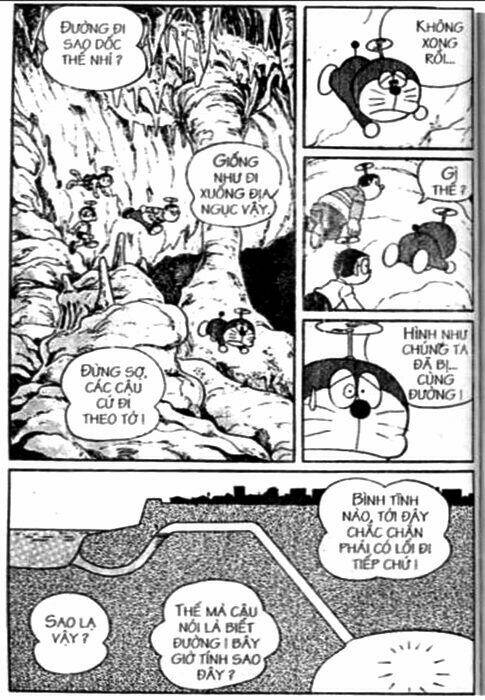 ĐƯỜNG ĐI
SAO DỐC
THẾ NHỈ ?
GIỐNG
NHƯ ĐI
XUỐNG ĐỊA
NGỤC VẬY.
ĐỪNG SỢ,
CÁC CẬU
CỨ ĐI
THEO TỚ !
KHÔNG
XONG
RỒI...
GÌ
THẾ ?
HÌNH NHƯ
CHÚNG TA
ĐÃ BỊ...
CÙNG
ĐƯỜNG !
BÌNH TĨNH
NÀO, TỚI ĐÂY
CHẮC CHẮN
PHẢI CÓ LỐI ĐI
TIẾP CHỨ !
SAO LẠ
VẬY ?
THẾ MÀ CẬU
NÓI LÀ BIẾT
ĐƯỜNG ! BÂY
GIỜ TÍNH SAO
ĐÂY ?